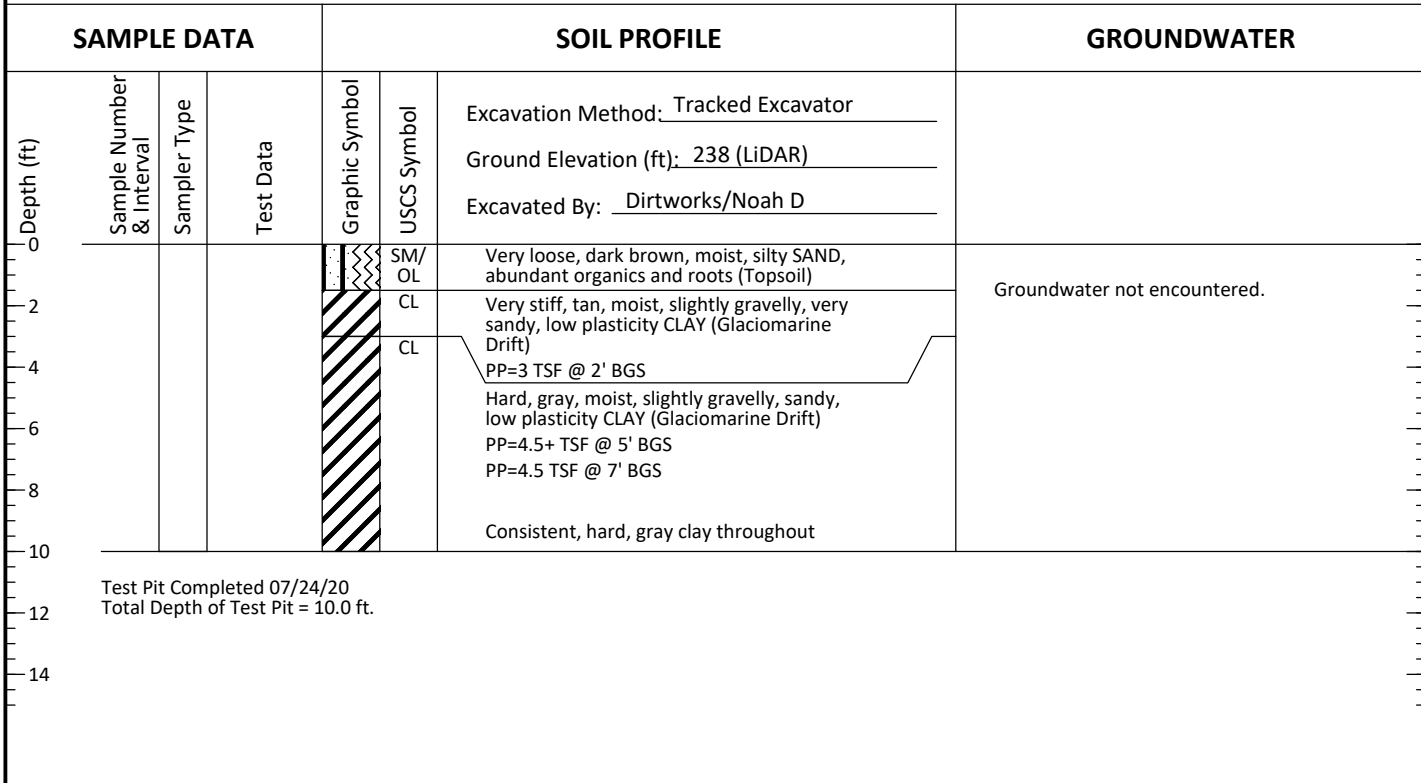 SAMPLE DATA
SOIL PROFILE
GROUNDWATER
Depth (ft)
Sample Number
& Interval
Sampler Type
Test Data
Graphic Symbol
USCS Symbol
Excavation Method: Tracked Excavator
Ground Elevation (ft): 238 (LiDAR)
Excavated By: Dirtworks/Noah D
0
2
4
6
8
10
12
14
SM/
OL
Very loose, dark brown, moist, silty SAND,
abundant organics and roots (Topsoil)
CL
Very stiff, tan, moist, slightly gravelly, very
sandy, low plasticity CLAY (Glaciomarine
Drift)
PP=3 TSF @ 2' BGS
CL
Hard, gray, moist, slightly gravelly, sandy,
low plasticity CLAY (Glaciomarine Drift)
PP=4.5+ TSF @ 5' BGS
PP=4.5 TSF @ 7' BGS
Consistent, hard, gray clay throughout
Groundwater not encountered.
Test Pit Completed 07/24/20
Total Depth of Test Pit = 10.0 ft.